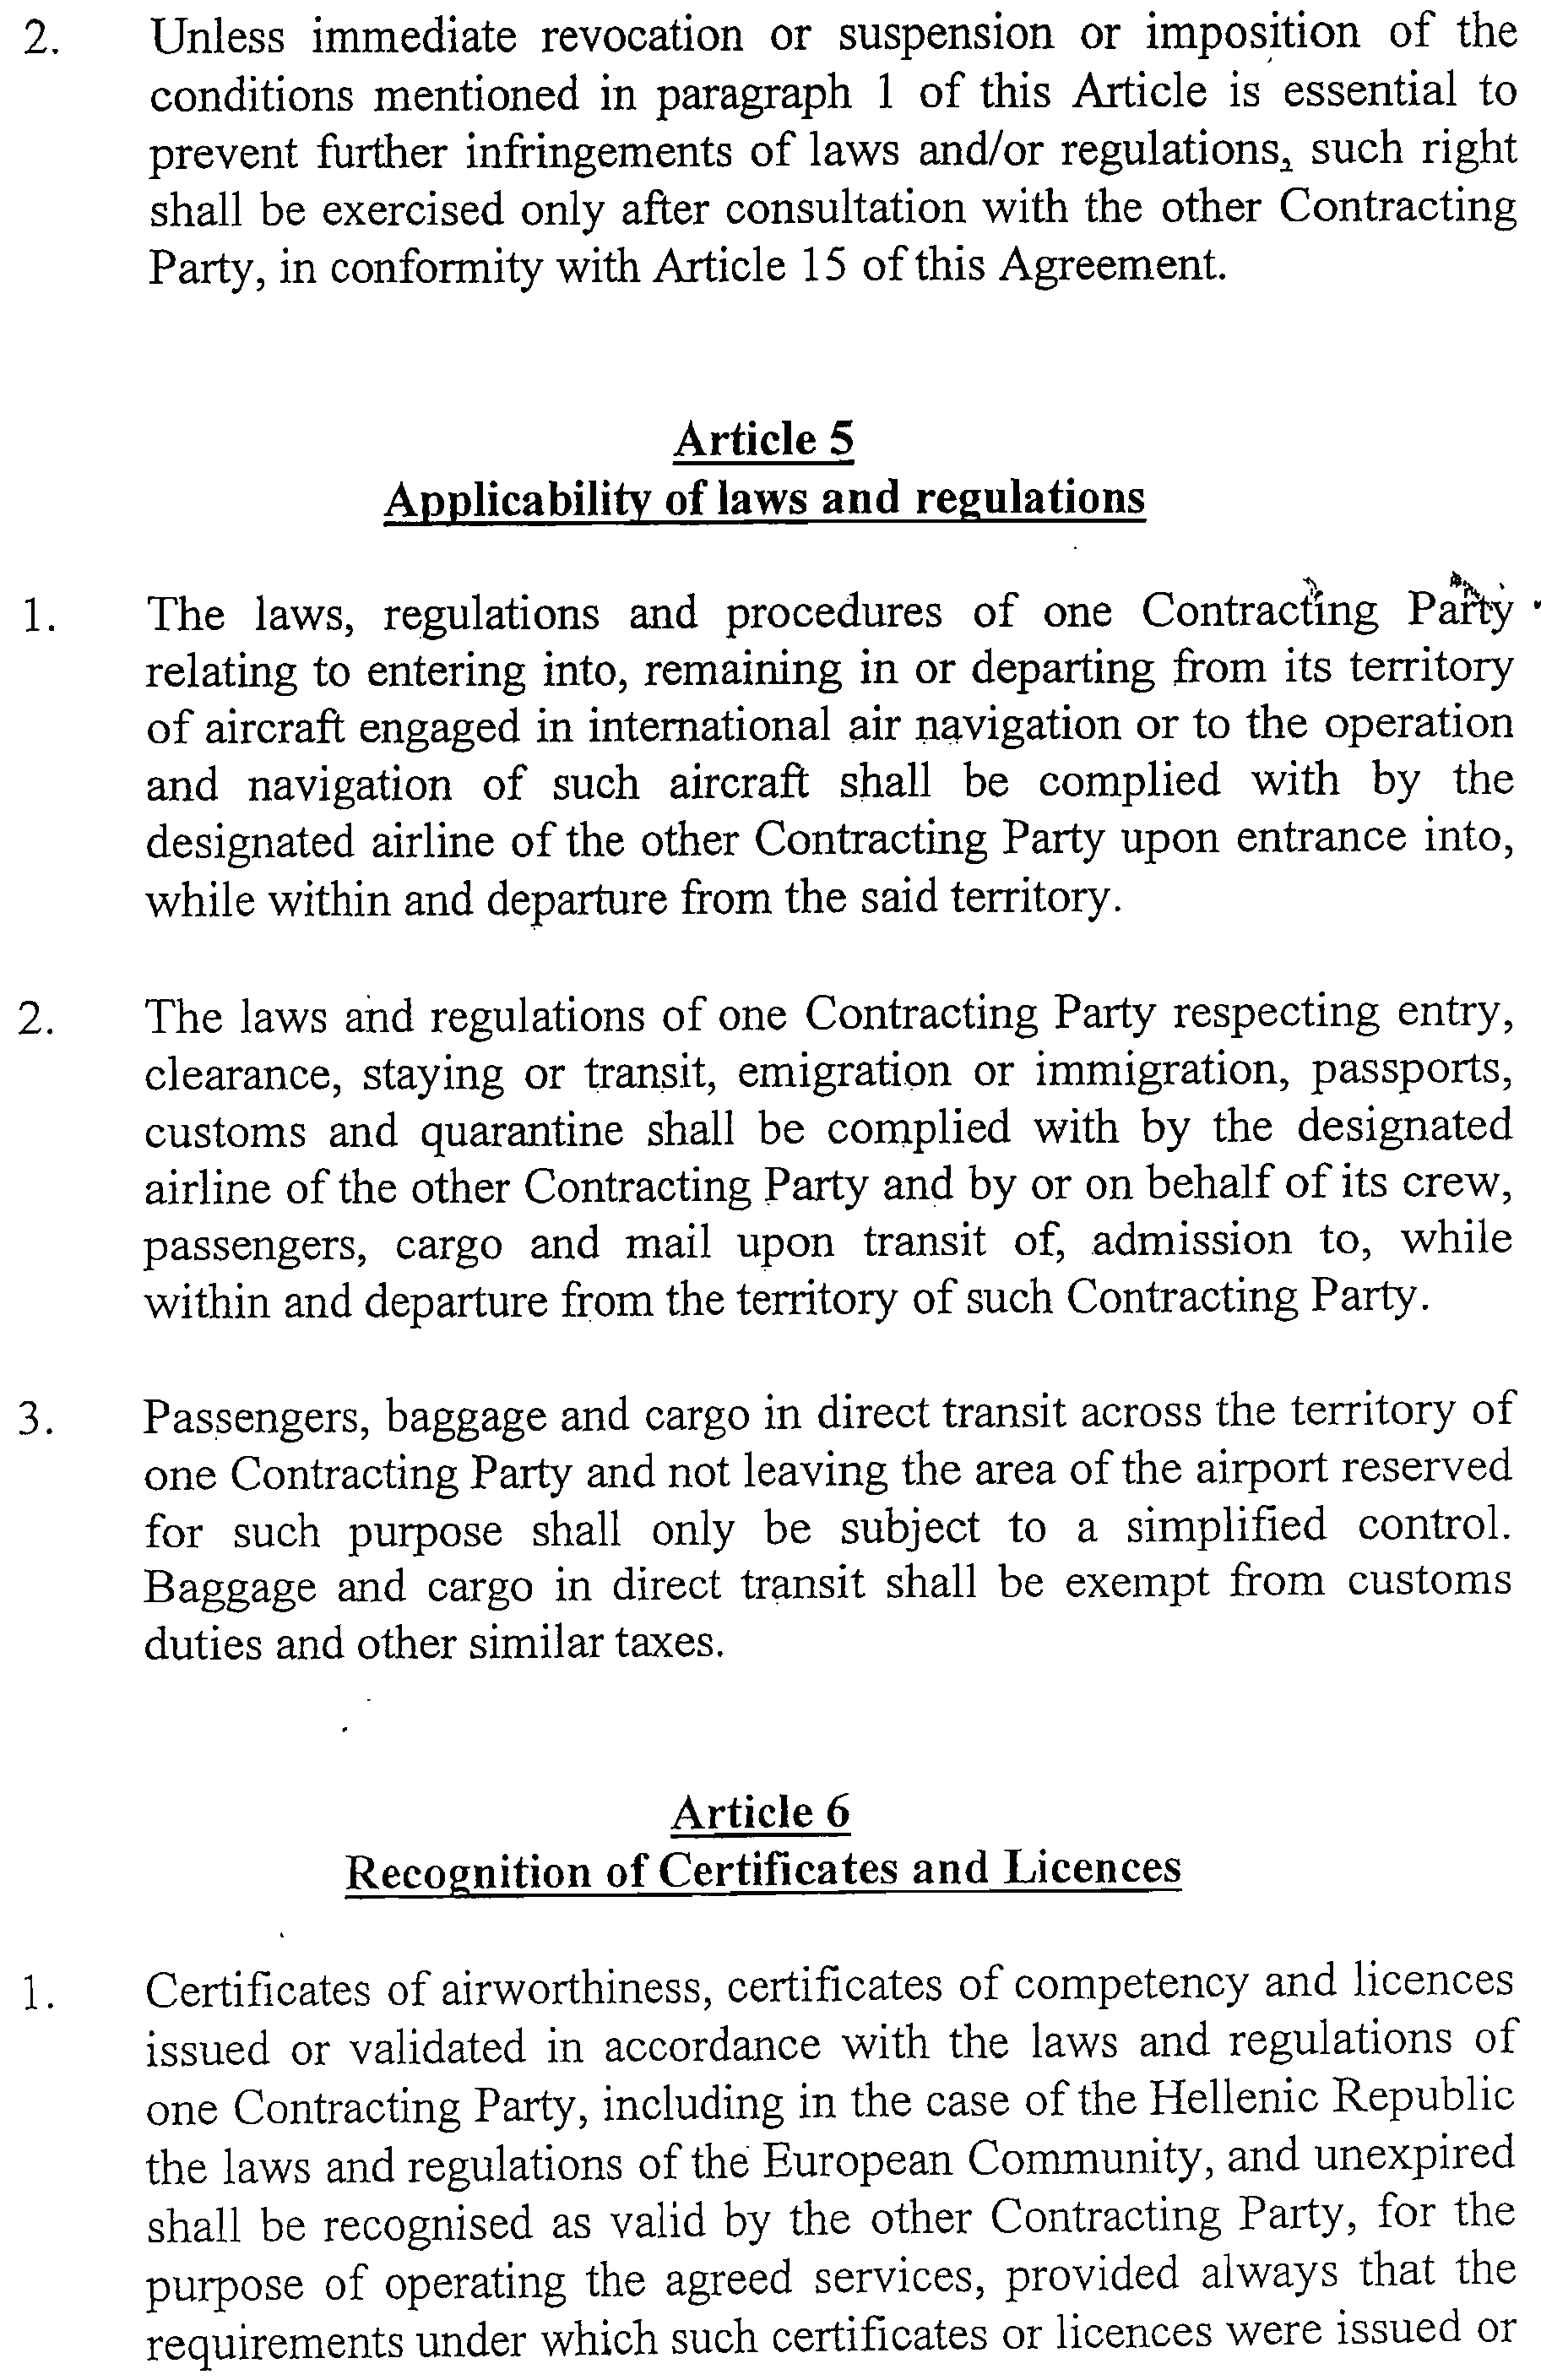 2. Unless immediate revocation or suspension or imposition of the
conditions mentioned in paragraph 1 of this Article is essential to
prevent further infringements of laws and/or regulations, such right
shall be exercised only after consultation with the other Contracting
Party, in conformity with Article 15 of this Agreement.
Article 5
Applicability of laws and regulations
1. The laws, regulations and procedures of one Contracting Party
relating to entering into, remaining in or departing from its territory
of aircraft engaged in international air navigation or to the operation
and navigation of such aircraft shall be complied with by the
designated airline of the other Contracting Party upon entrance into,
while within and departure from the said territory.
2. The laws and regulations of one Contracting Party respecting entry,
clearance, staying or transit, emigration or immigration, passports,
customs and quarantine shall be complied with by the designated
airline of the other Contracting Party and by or on behalf of its crew,
passengers, cargo and mail upon transit of, admission to, while
within and departure from the territory of such Contracting Party.
3. Passengers, baggage and cargo in direct transit across the territory of
one Contracting Party and not leaving the area of the airport reserved
for such purpose shall only be subject to a simplified control.
Baggage and cargo in direct transit shall be exempt from customs
duties and other similar taxes.
Article 6
Recognition of Certificates and Licences
1. Certificates of airworthiness, certificates of competency and licences
issued or validated in accordance with the laws and regulations of
one Contracting Party, including in the case of the Hellenic Republic
the laws and regulations of the European Community, and unexpired
shall be recognised as valid by the other Contracting Party, for the
purpose of operating the agreed services, provided always that the
requirements under which such certificates or licences were issued or